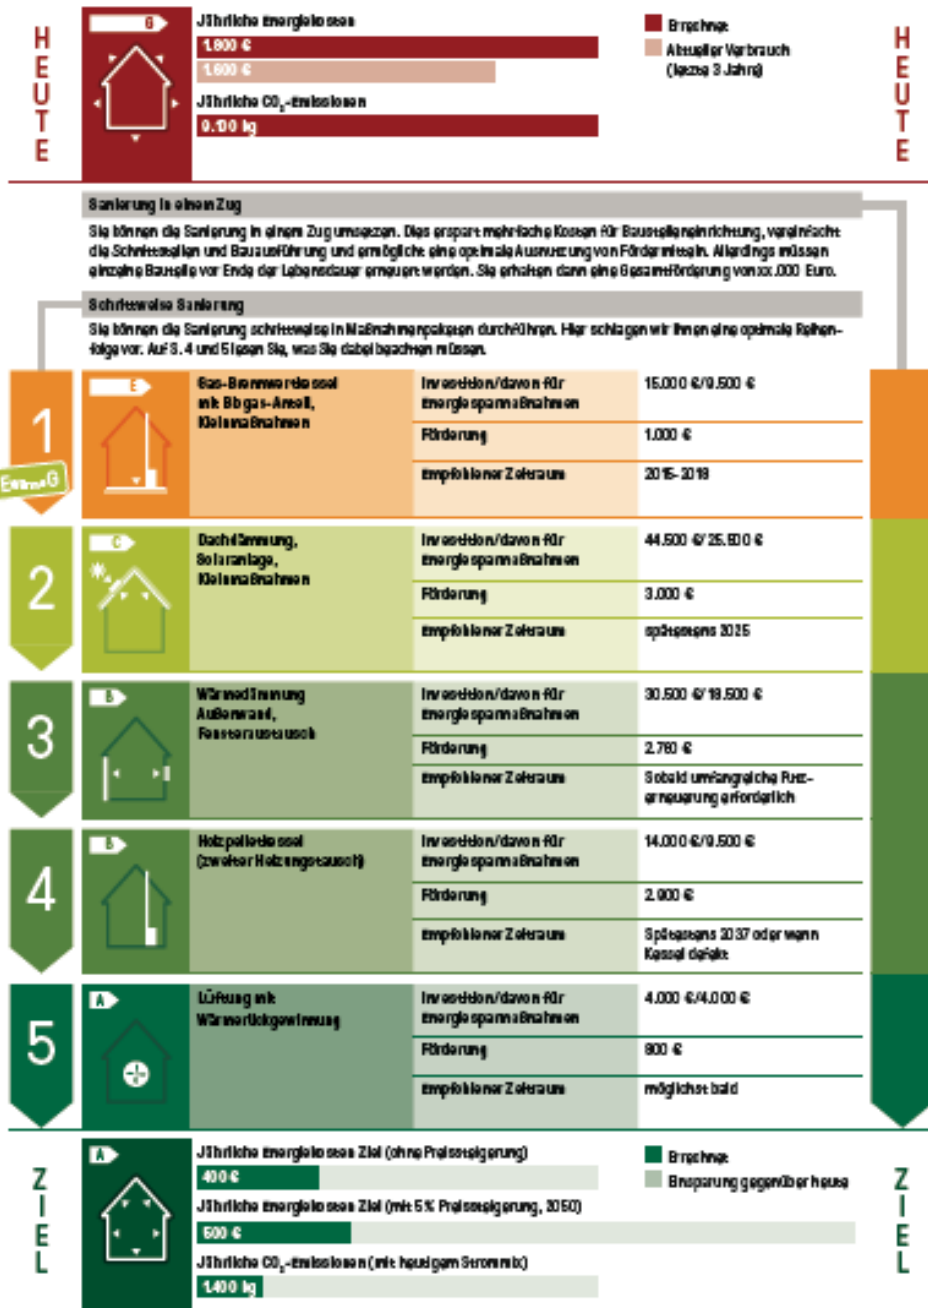 HEUTE
G
Jährliche Energiekosten
1.800 €
1.600 €
Jährliche CO₂-Emissionen
9.100 kg
Errechnet
Aktueller Verbrauch
(letzte 3 Jahre)
HEUTE
Sanierung in einem Zug
Sie können die Sanierung in einem Zug umsetzen. Dies erspart mehrfache Kosten für Baustelleneinrichtung, vereinfacht
die Schnittstellen und Bauausführung und ermöglicht eine optimale Ausnutzung von Fördermitteln. Allerdings müssen
einzelne Bauteile vor Ende der Lebensdauer erneuert werden. Sie erhalten dann eine Gesamtförderung von xx.000 Euro.
Schrittweise Sanierung
Sie können die Sanierung schrittweise in Maßnahmenpaketen durchführen. Hier schlagen wir Ihnen eine optimale Reihen-
folge vor. Auf S. 4 und 5 lesen Sie, was Sie dabei beachten müssen.
1
EWärmeG
E
Gas-Brennwertkessel
mit Biogas-Anteil,
Kleinmaßnahmen
Investition/davon für
Energiesparmaßnahmen
15.000 €/9.500 €
Förderung
1.000 €
Empfohlener Zeitraum
2015-2018
2
C
Dachdämmung,
Solaranlage,
Kleinmaßnahmen
Investition/davon für
Energiesparmaßnahmen
44.500 €/25.500 €
Förderung
3.000 €
Empfohlener Zeitraum
spätestens 2025
3
B
Wärmedämmung
Außenwand,
Fensteraustausch
Investition/davon für
Energiesparmaßnahmen
30.500 €/18.500 €
Förderung
2.780 €
Empfohlener Zeitraum
Sobald umfangreiche Putz-
erneuerung erforderlich
4
B
Holzpelletkessel
(zweiter Heizungstausch)
Investition/davon für
Energiesparmaßnahmen
14.000 €/9.500 €
Förderung
2.900 €
Empfohlener Zeitraum
Spätestens 2037 oder wenn
Kessel defekt
5
A
Lüftung mit
Wärmerückgewinnung
Investition/davon für
Energiesparmaßnahmen
4.000 €/4.000 €
Förderung
800 €
Empfohlener Zeitraum
möglichst bald
ZIEL
A
Jährliche Energiekosten Ziel (ohne Preissteigerung)
400 €
Jährliche Energiekosten Ziel (mit 5% Preissteigerung, 2050)
500 €
Jährliche CO₂-Emissionen (mit heutigem Strommix)
1.400 kg
Errechnet
Einsparung gegenüber heute
ZIEL